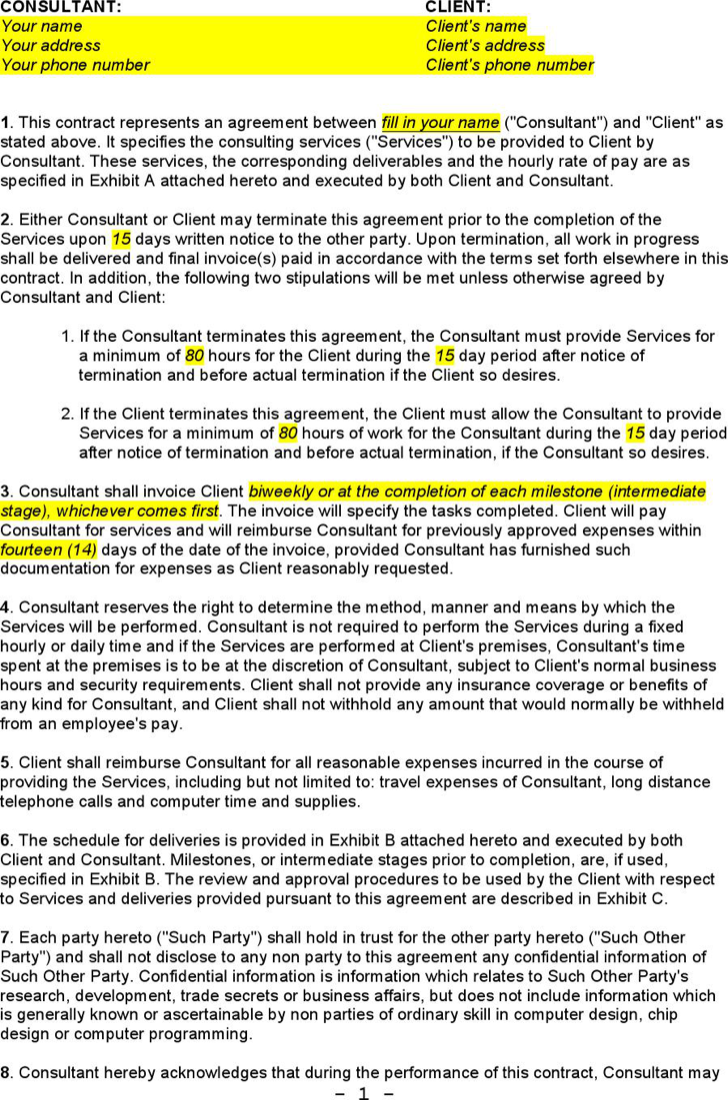 CONSULTANT: CLIENT:
Your name Client's name
Your address Client's address
Your phone number Client's phone number
1. This contract represents an agreement between fill in your name ("Consultant") and "Client" as
stated above. It specifies the consulting services ("Services") to be provided to Client by
Consultant. These services, the corresponding deliverables and the hourly rate of pay are as
specified in Exhibit A attached hereto and executed by both Client and Consultant.
2. Either Consultant or Client may terminate this agreement prior to the completion of the
Services upon 15 days written notice to the other party. Upon termination, all work in progress
shall be delivered and final invoice(s) paid in accordance with the terms set forth elsewhere in this
contract. In addition, the following two stipulations will be met unless otherwise agreed by
Consultant and Client:
1. If the Consultant terminates this agreement, the Consultant must provide Services for
a minimum of 80 hours for the Client during the 15 day period after notice of
termination and before actual termination if the Client so desires.
2. If the Client terminates this agreement, the Client must allow the Consultant to provide
Services for a minimum of 80 hours of work for the Consultant during the 15 day period
after notice of termination and before actual termination, if the Consultant so desires.
3. Consultant shall invoice Client biweekly or at the completion of each milestone (intermediate
stage), whichever comes first. The invoice will specify the tasks completed. Client will pay
Consultant for services and will reimburse Consultant for previously approved expenses within
fourteen (14) days of the date of the invoice, provided Consultant has furnished such
documentation for expenses as Client reasonably requested.
4. Consultant reserves the right to determine the method, manner and means by which the
Services will be performed. Consultant is not required to perform the Services during a fixed
hourly or daily time and if the Services are performed at Client's premises, Consultant's time
spent at the premises is to be at the discretion of Consultant, subject to Client's normal business
hours and security requirements. Client shall not provide any insurance coverage or benefits of
any kind for Consultant, and Client shall not withhold any amount that would normally be withheld
from an employee's pay.
5. Client shall reimburse Consultant for all reasonable expenses incurred in the course of
providing the Services, including but not limited to: travel expenses of Consultant, long distance
telephone calls and computer time and supplies.
6. The schedule for deliveries is provided in Exhibit B attached hereto and executed by both
Client and Consultant. Milestones, or intermediate stages prior to completion, are, if used,
specified in Exhibit B. The review and approval procedures to be used by the Client with respect
to Services and deliveries provided pursuant to this agreement are described in Exhibit C.
7. Each party hereto ("Such Party") shall hold in trust for the other party hereto ("Such Other
Party") and shall not disclose to any non party to this agreement any confidential information of
Such Other Party. Confidential information is information which relates to Such Other Party's
research, development, trade secrets or business affairs, but does not include information which
is generally known or ascertainable by non parties of ordinary skill in computer design, chip
design or computer programming.
8. Consultant hereby acknowledges that during the performance of this contract, Consultant may
- 1 -